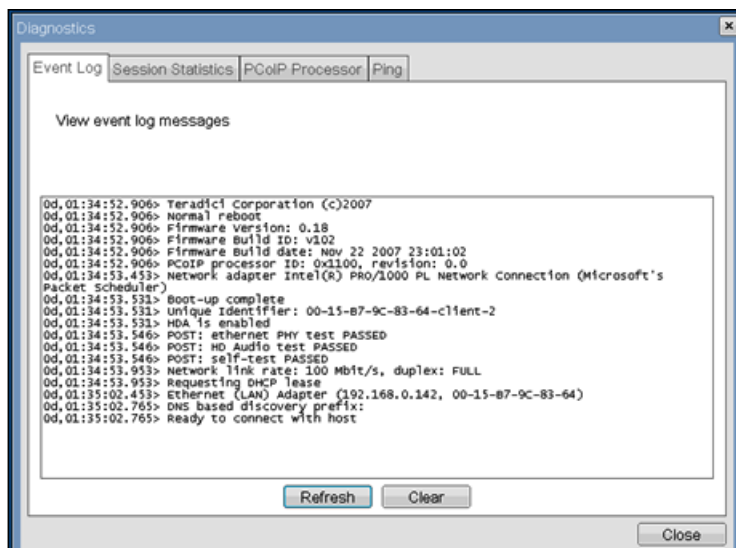 Diagnostics
Event Log Session Statistics PCoIP Processor Ping
View event log messages
0d,01:34:52.906> Teradici Corporation (c)2007
0d,01:34:52.906> Normal reboot
0d,01:34:52.906> Firmware Version: 0.18
0d,01:34:52.906> Firmware Build ID: v102
0d,01:34:52.906> Firmware Build date: Nov 22 2007 23:01:02
0d,01:34:52.906> PCoIP processor ID: 0x1100, revision: 0.0
0d,01:34:53.453> Network adapter Intel(R) PRO/1000 PL Network Connection (Microsoft's
Packet Scheduler)
0d,01:34:53.531> Boot-up complete
0d,01:34:53.531> Unique Identifier: 00-15-B7-9C-83-64-client-2
0d,01:34:53.531> HDA is enabled
0d,01:34:53.546> POST: ethernet PHY test PASSED
0d,01:34:53.546> POST: HD Audio test PASSED
0d,01:34:53.546> POST: self-test PASSED
0d,01:34:53.953> Network link rate: 100 Mbit/s, duplex: FULL
0d,01:34:53.953> Requesting DHCP lease
0d,01:35:02.453> Ethernet (LAN) Adapter (192.168.0.142, 00-15-B7-9C-83-64)
0d,01:35:02.765> DNS based discovery prefix:
0d,01:35:02.765> Ready to connect with host
Refresh Clear
Close